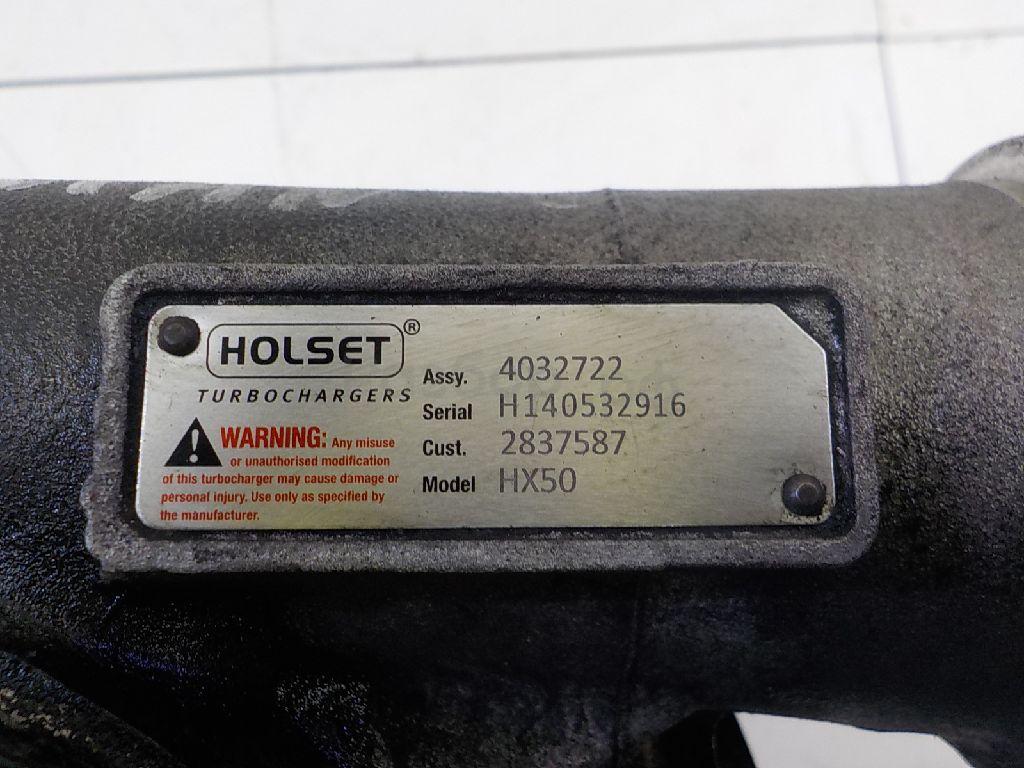 HOLSET®
TURBOCHARGERS
WARNING: Any misuse
or unauthorised modification
of this turbocharger may cause damage or
personal injury. Use only as specified by
the manufacturer.
Assy. 4032722
Serial H140532916
Cust. 2837587
Model HX50